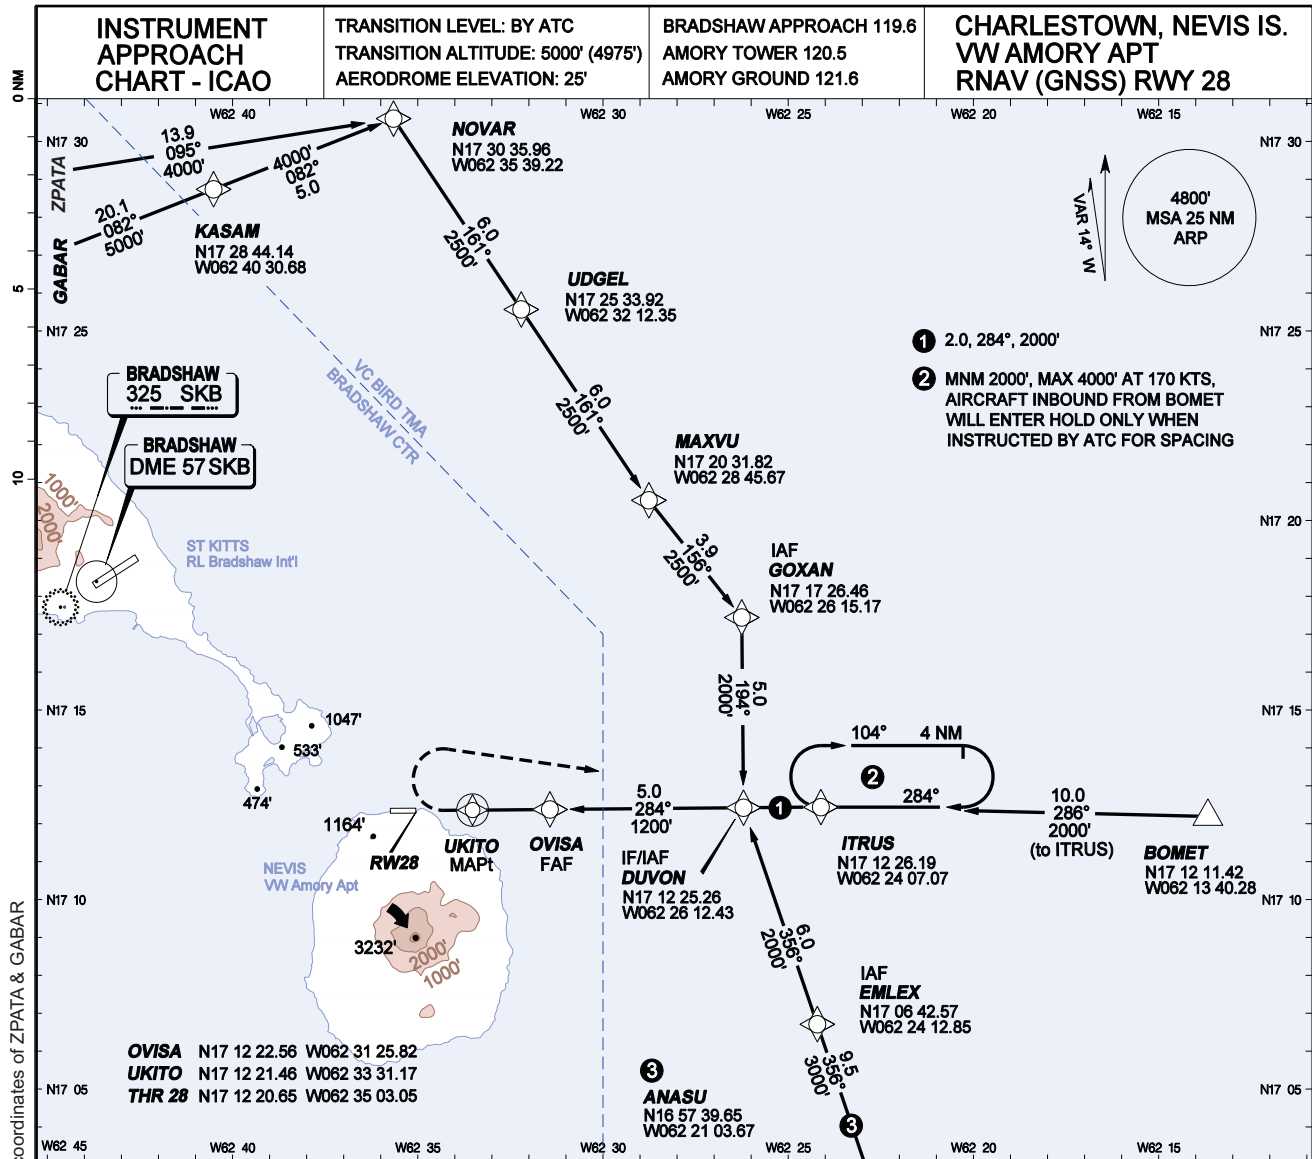 INSTRUMENT
APPROACH
CHART - ICAO
TRANSITION LEVEL: BY ATC
TRANSITION ALTITUDE: 5000' (4975')
AERODROME ELEVATION: 25'
BRADSHAW APPROACH 119.6
AMORY TOWER 120.5
AMORY GROUND 121.6
CHARLESTOWN, NEVIS IS.
VW AMORY APT
RNAV (GNSS) RWY 28
0 NM
W62 40
W62 30
W62 25
W62 20
W62 15
N17 30
N17 30
ZPATA
13.9
095°
4000'
4000'
082°
5.0
NOVAR
N17 30 35.96
W062 35 39.22
20.1
082°
5000'
GABAR
KASAM
N17 28 44.14
W062 40 30.68
6.0
161°
2500'
VAR 14° W
4800'
MSA 25 NM
ARP
UDGEL
N17 25 33.92
W062 32 12.35
5
N17 25
N17 25
1 2.0, 284°, 2000'
2 MNM 2000', MAX 4000' AT 170 KTS,
AIRCRAFT INBOUND FROM BOMET
WILL ENTER HOLD ONLY WHEN
INSTRUCTED BY ATC FOR SPACING
VC BIRD TMA
BRADSHAW CTR
BRADSHAW
325 SKB
BRADSHAW
DME 57 SKB
6.0
161°
2500'
MAXVU
N17 20 31.82
W062 28 45.67
10
1000'
2000'
N17 20
ST KITTS
RL Bradshaw Int'l
3.9
156°
2500'
IAF
GOXAN
N17 17 26.46
W062 26 15.17
5.0
194°
2000'
N17 15
N17 15
1047'
533'
474'
104° 4 NM
2
284°
5.0
284°
1200'
1
10.0
286°
2000'
(to ITRUS)
1164'
RW28
UKITO
MAPt
OVISA
FAF
IF/IAF
DUVON
N17 12 25.26
W062 26 12.43
ITRUS
N17 12 26.19
W062 24 07.07
BOMET
N17 12 11.42
W062 13 40.28
NEVIS
VW Amory Apt
N17 10
N17 10
3232'
2000'
1000'
6.0
356°
2000'
IAF
EMLEX
N17 06 42.57
W062 24 12.85
OVISA N17 12 22.56 W062 31 25.82
UKITO N17 12 21.46 W062 33 31.17
THR 28 N17 12 20.65 W062 35 03.05
9.5
356°
3000'
3
ANASU
N16 57 39.65
W062 21 03.67
3
N17 05
N17 05
W62 45
W62 40
W62 35
W62 30
W62 25
W62 20
W62 15
coordinates of ZPATA & GABAR